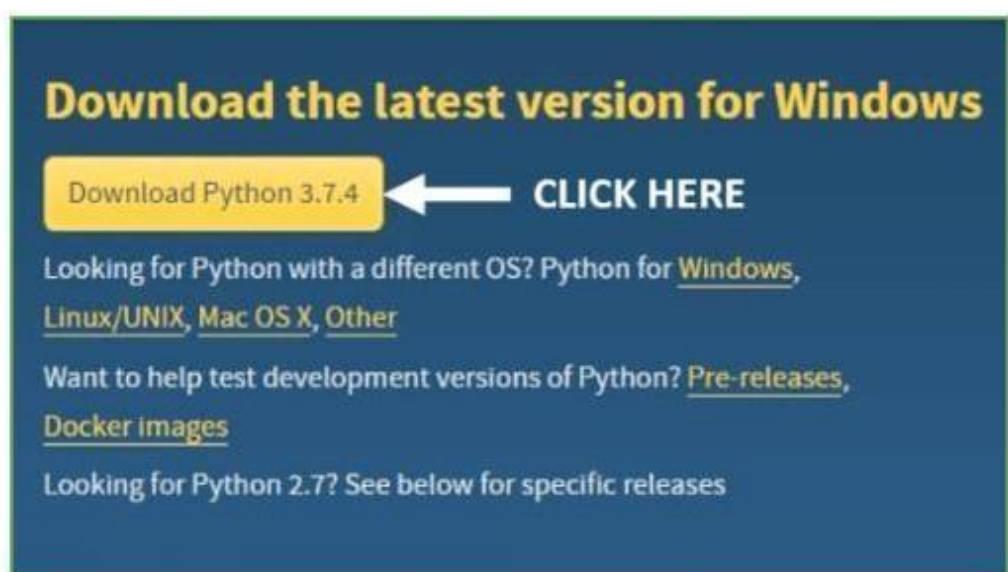 Download the latest version for Windows
Download Python 3.7.4 CLICK HERE
Looking for Python with a different OS? Python for Windows,
Linux/UNIX, Mac OS X, Other
Want to help test development versions of Python? Pre-releases,
Docker images
Looking for Python 2.7? See below for specific releases